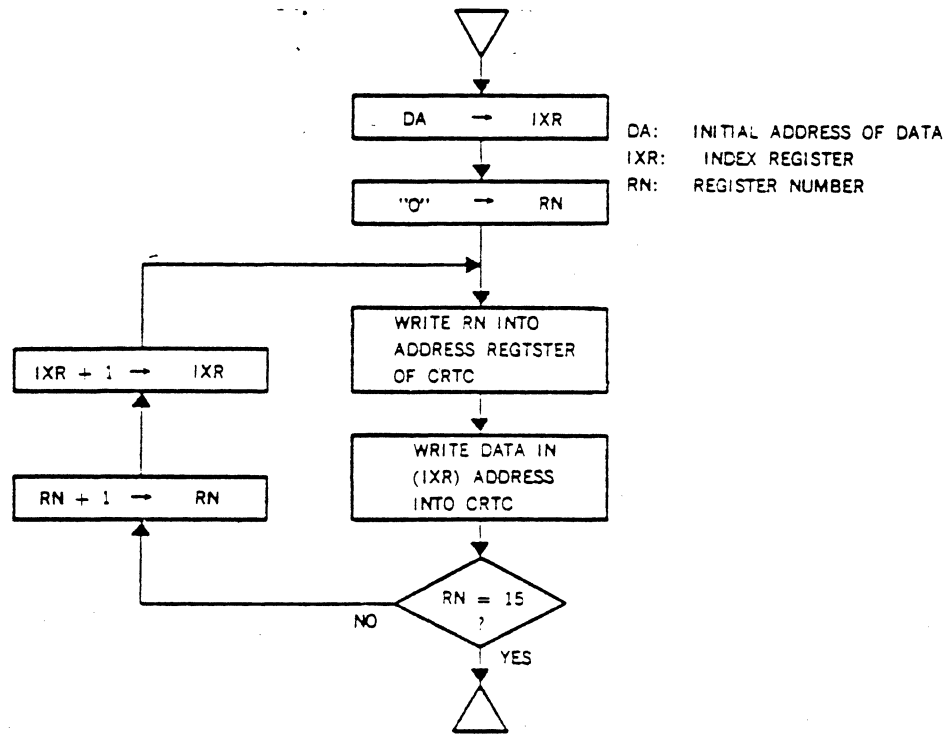 DA → IXR
DA: INITIAL ADDRESS OF DATA
IXR: INDEX REGISTER
RN: REGISTER NUMBER
"0" → RN
WRITE RN INTO
ADDRESS REGTSTER
OF CRTC
IXR + 1 → IXR
WRITE DATA IN
(IXR) ADDRESS
INTO CRTC
RN + 1 → RN
RN = 15
?
NO
YES